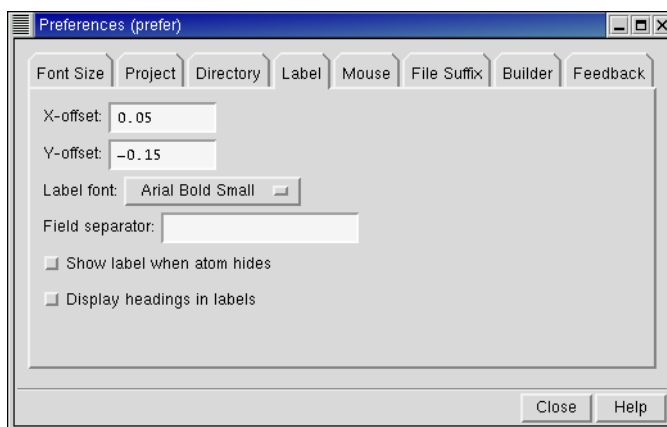 Preferences (prefer)
Font Size Project Directory Label Mouse File Suffix Builder Feedback
X-offset: 0.05
Y-offset: -0.15
Label font: Arial Bold Small
Field separator:
Show label when atom hides
Display headings in labels
Close Help